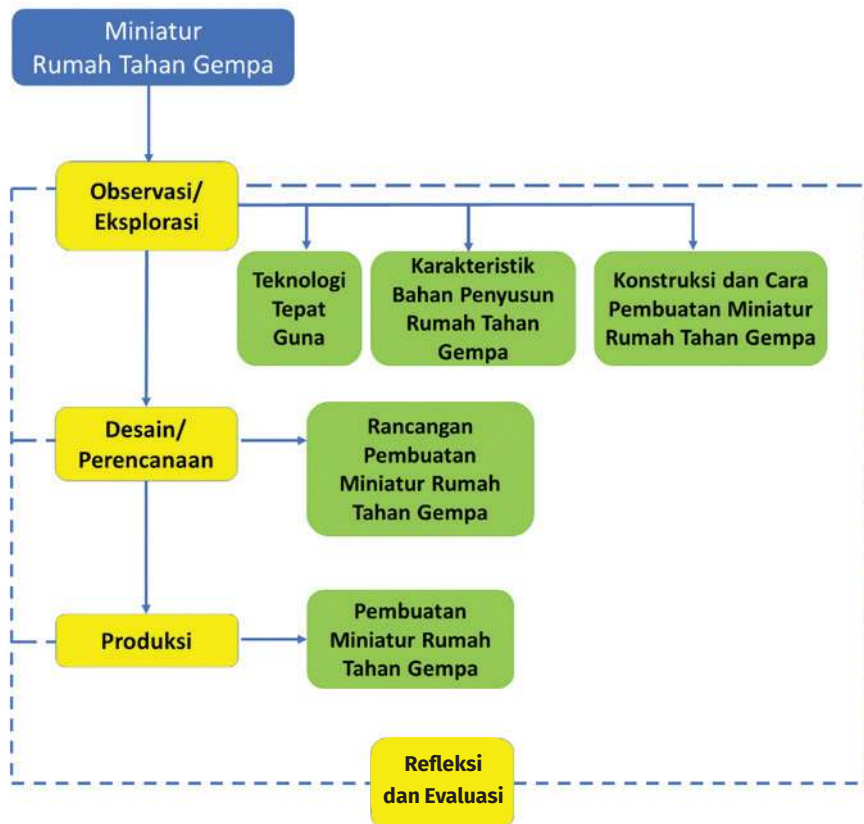 Miniatur
Rumah Tahan Gempa
Observasi/
Eksplorasi
Teknologi
Tepat
Guna
Karakteristik
Bahan Penyusun
Rumah Tahan
Gempa
Konstruksi dan Cara
Pembuatan Miniatur
Rumah Tahan Gempa
Desain/
Perencanaan
Rancangan
Pembuatan
Miniatur Rumah
Tahan Gempa
Produksi
Pembuatan
Miniatur Rumah
Tahan Gempa
Refleksi
dan Evaluasi